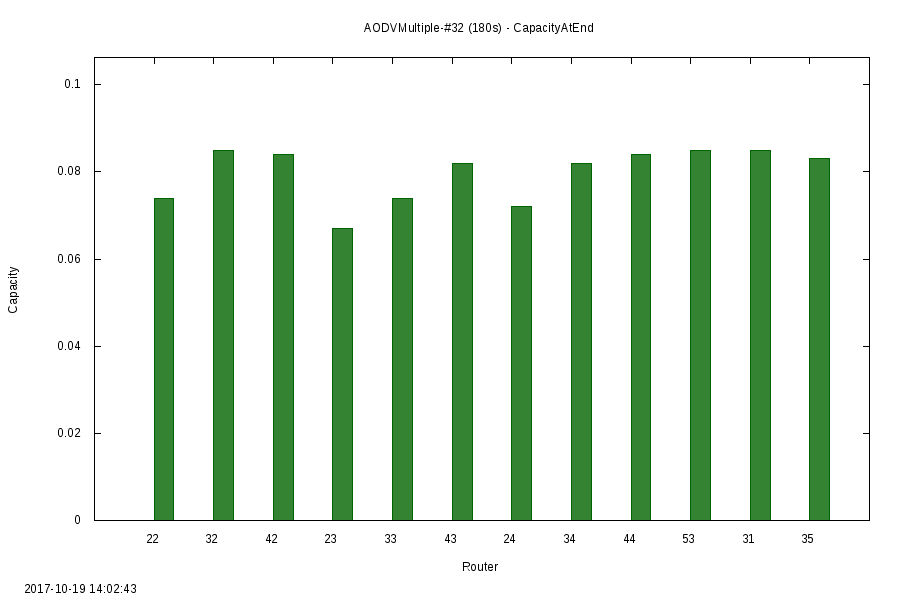 AODVMultiple-#32 (180s) - CapacityAtEnd
0.1
0.08
0.06
0.04
0.02
0
Capacity
22 32 42 23 33 43 24 34 44 53 31 35
Router
2017-10-19 14:02:43